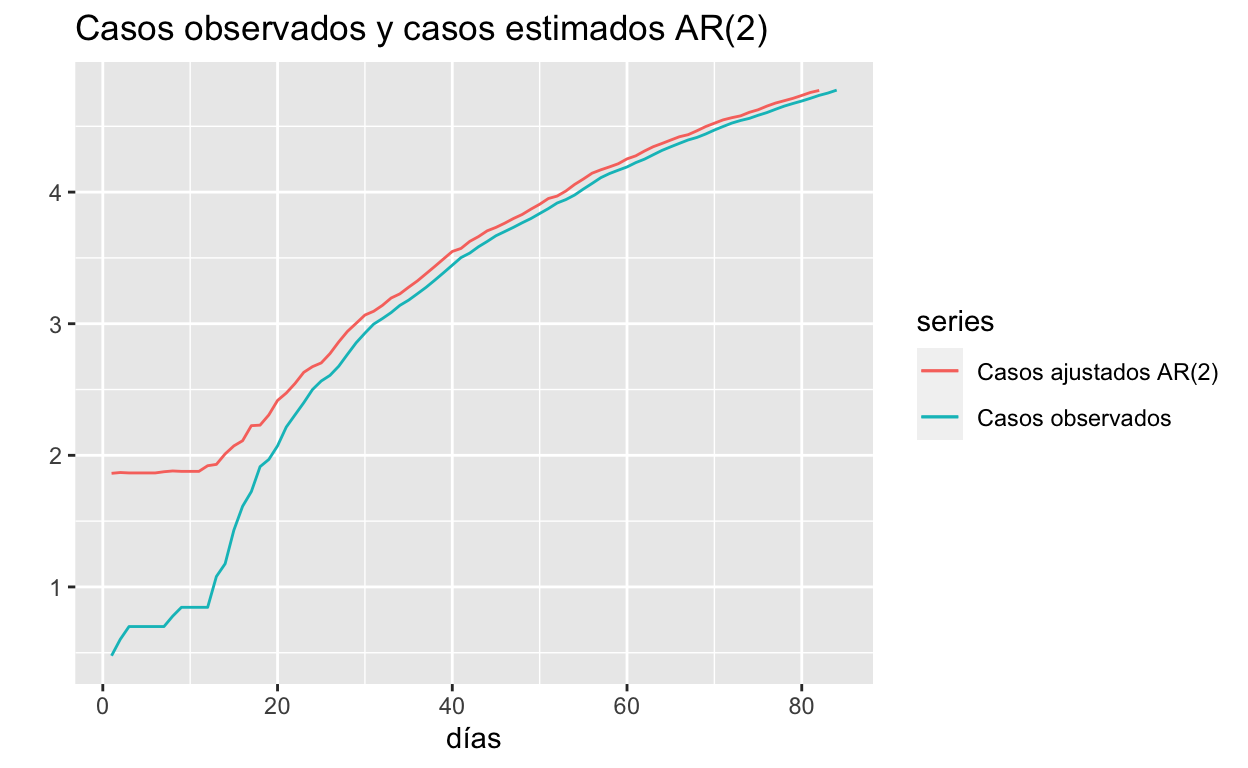 Casos observados y casos estimados AR(2)
4
3
2
1
0 20 40 60 80
días
series
Casos ajustados AR(2)
Casos observados